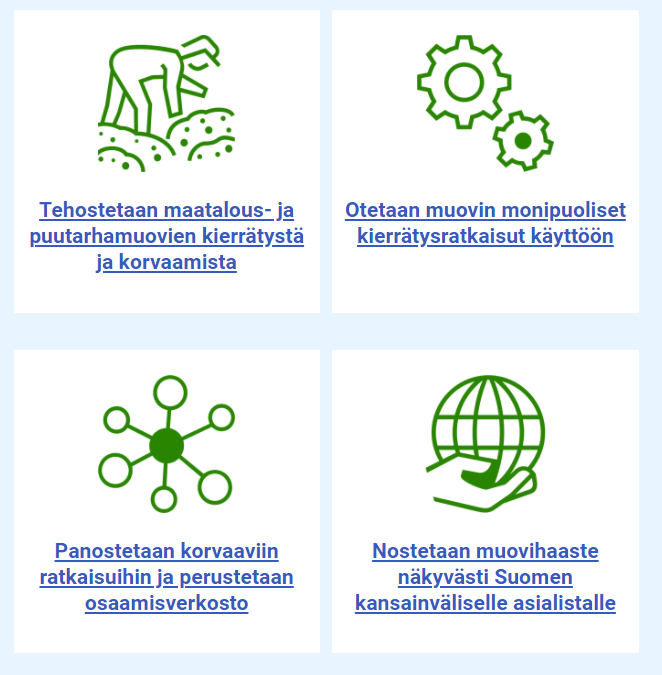 Tehostetaan maatalous- ja
puutarhamuovien kierrätystä
ja korvaamista
Otetaan muovin monipuoliset
kierrätysratkaisut käyttöön
Panostetaan korvaaviin
ratkaisuihin ja perustetaan
osaamisverkosto
Nostetaan muovihaaste
näkyvästi Suomen
kansainväliselle asialistalle